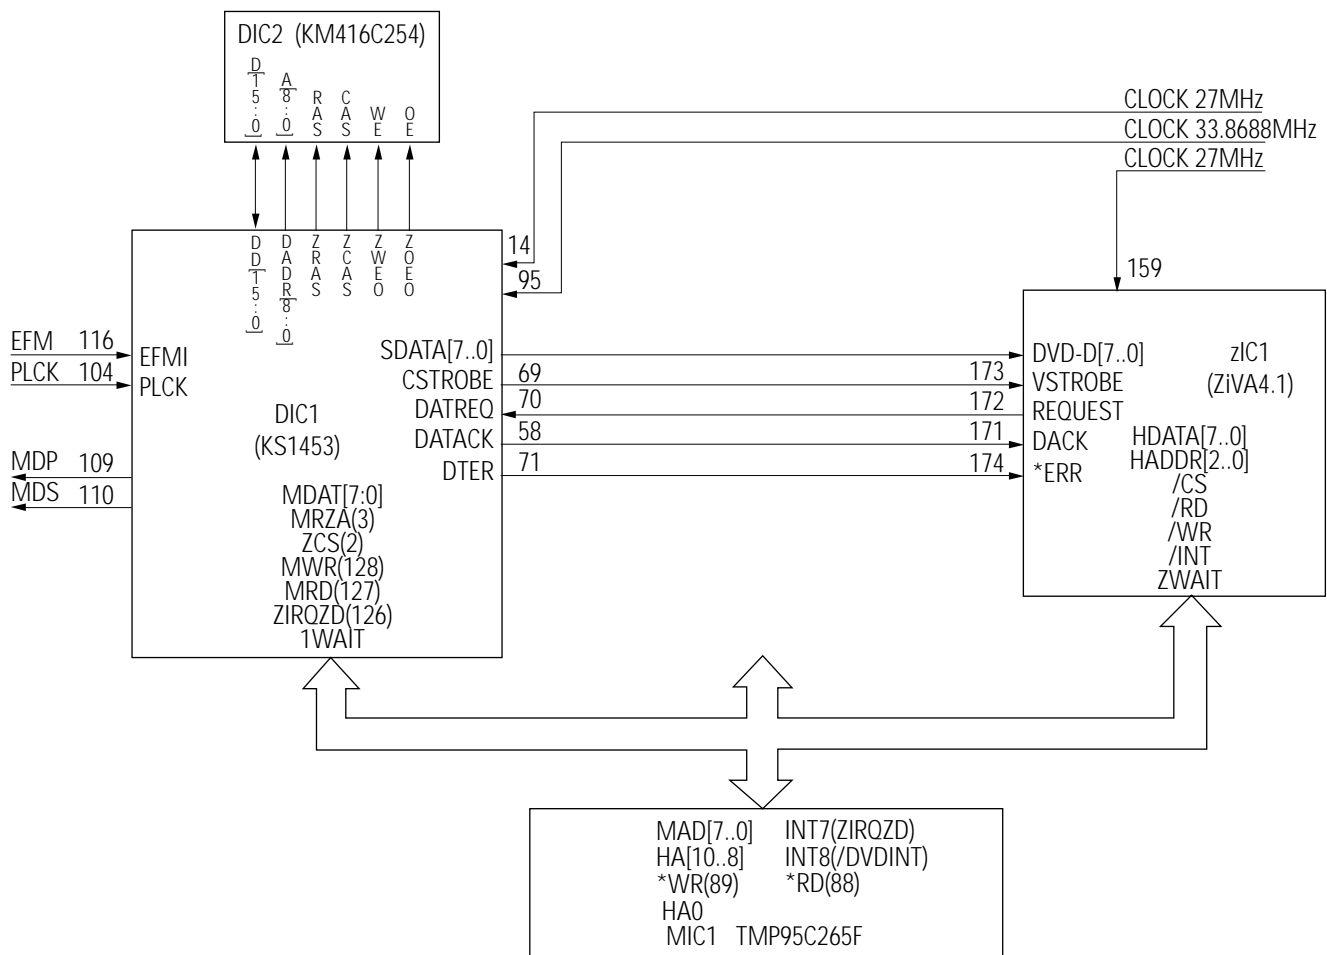 DIC2 (KM416C254)
D[15:0] A[8:0] RAS CAS WE OE
CLOCK 27MHz
CLOCK 33.8688MHz
CLOCK 27MHz
DD[15:0] DADR[8:0] ZRAS ZCAS ZWEO ZOEO
14
95
159
EFM 116
EFMI
PLCK 104
PLCK
MDP 109
MDS 110
DIC1
(KS1453)
SDATA[7..0]
CSTROBE 69
DATREQ 70
DATACK 58
DTER 71
MDAT[7:0]
MRZA(3)
ZCS(2)
MWR(128)
MRD(127)
ZIRQZD(126)
1WAIT
DVD-D[7..0]
173 VSTROBE
172 REQUEST
171 DACK
174 *ERR
zIC1
(ZiVA4.1)
HDATA[7..0]
HADDR[2..0]
/CS
/RD
/WR
/INT
ZWAIT
MAD[7..0] INT7(ZIRQZD)
HA[10..8] INT8(/DVDINT)
*WR(89) *RD(88)
HA0
MIC1 TMP95C265F